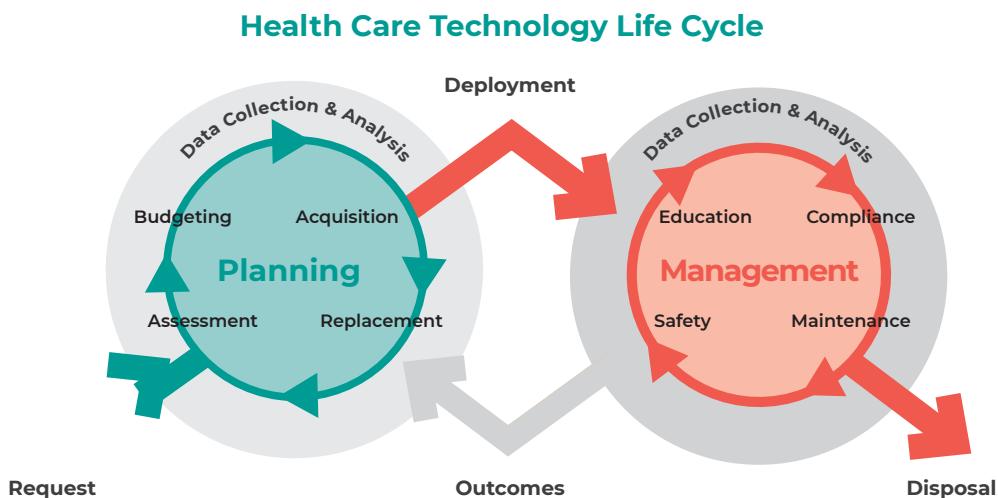 Health Care Technology Life Cycle
Deployment
Data Collection & Analysis
Data Collection & Analysis
Budgeting
Acquisition
Education
Compliance
Planning
Management
Assessment
Replacement
Safety
Maintenance
Request
Outcomes
Disposal